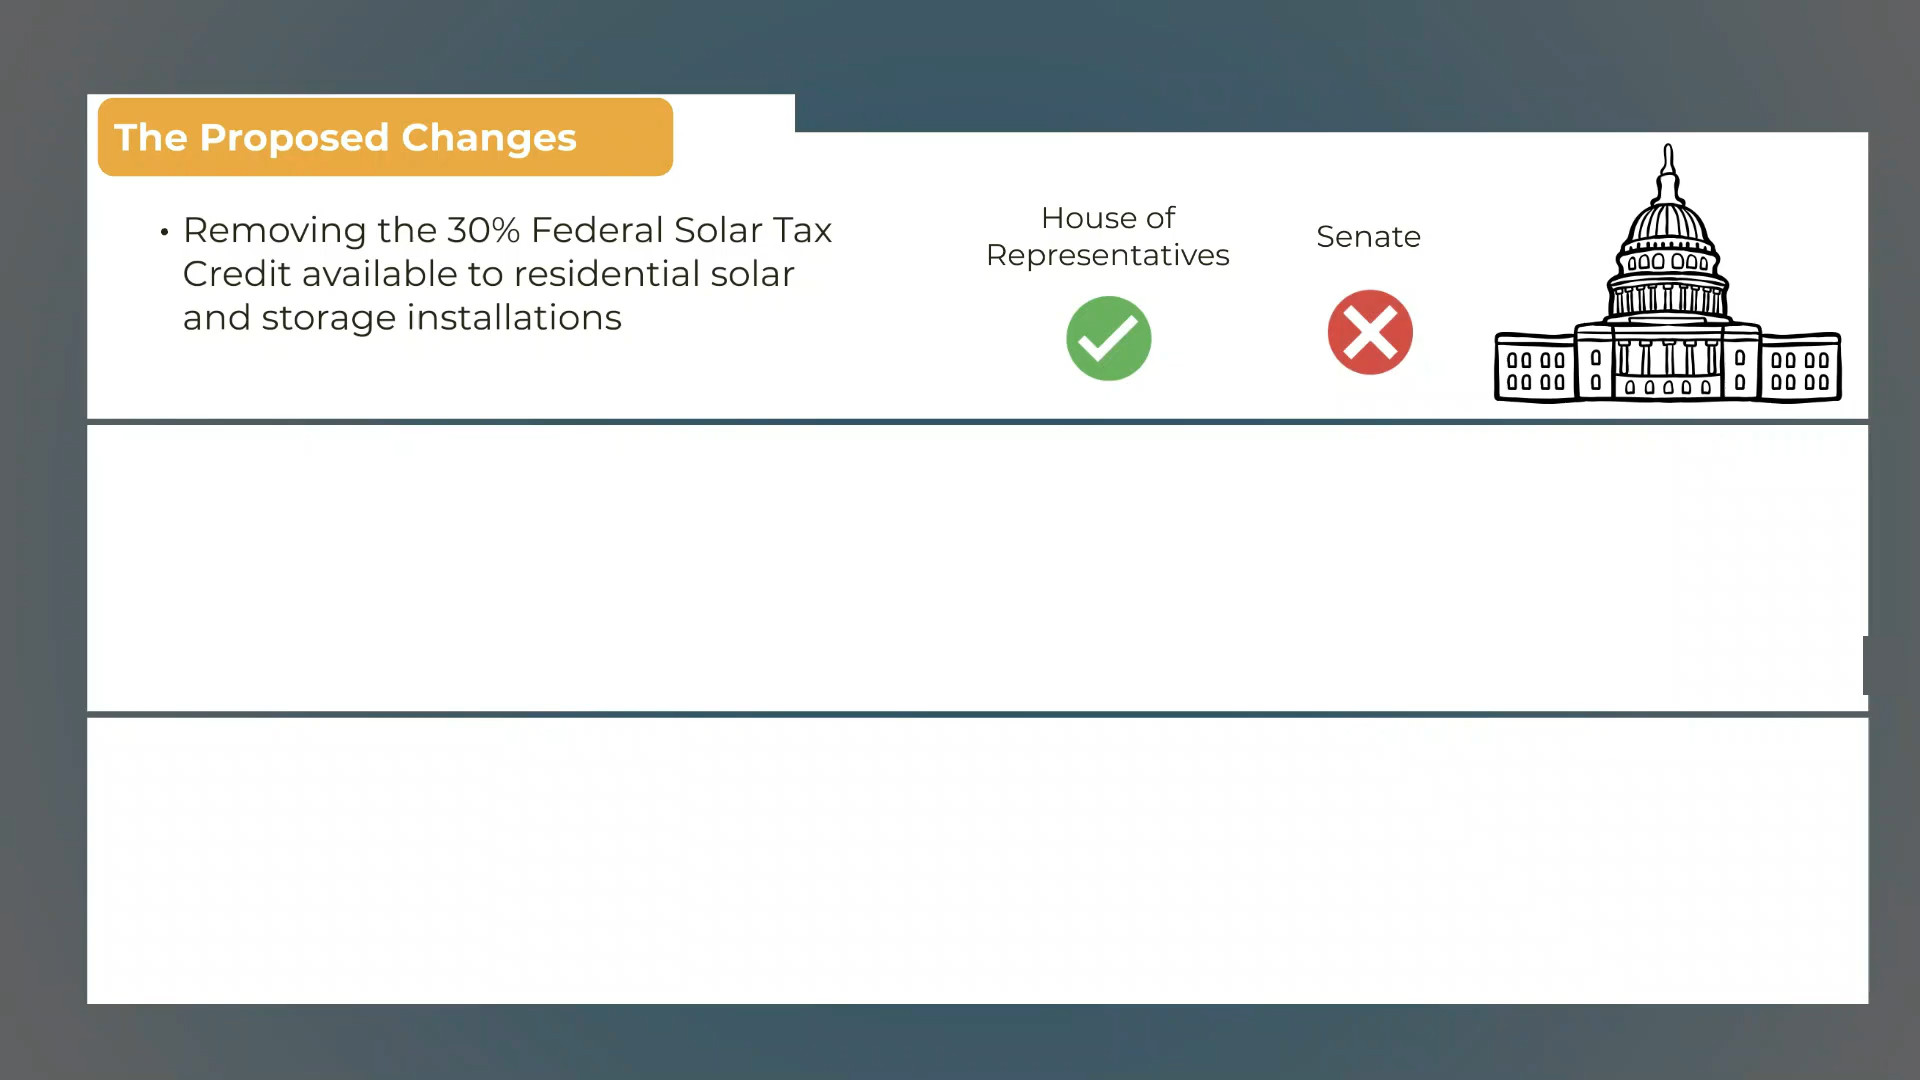 The Proposed Changes
• Removing the 30% Federal Solar Tax
Credit available to residential solar
and storage installations
House of
Representatives
Senate